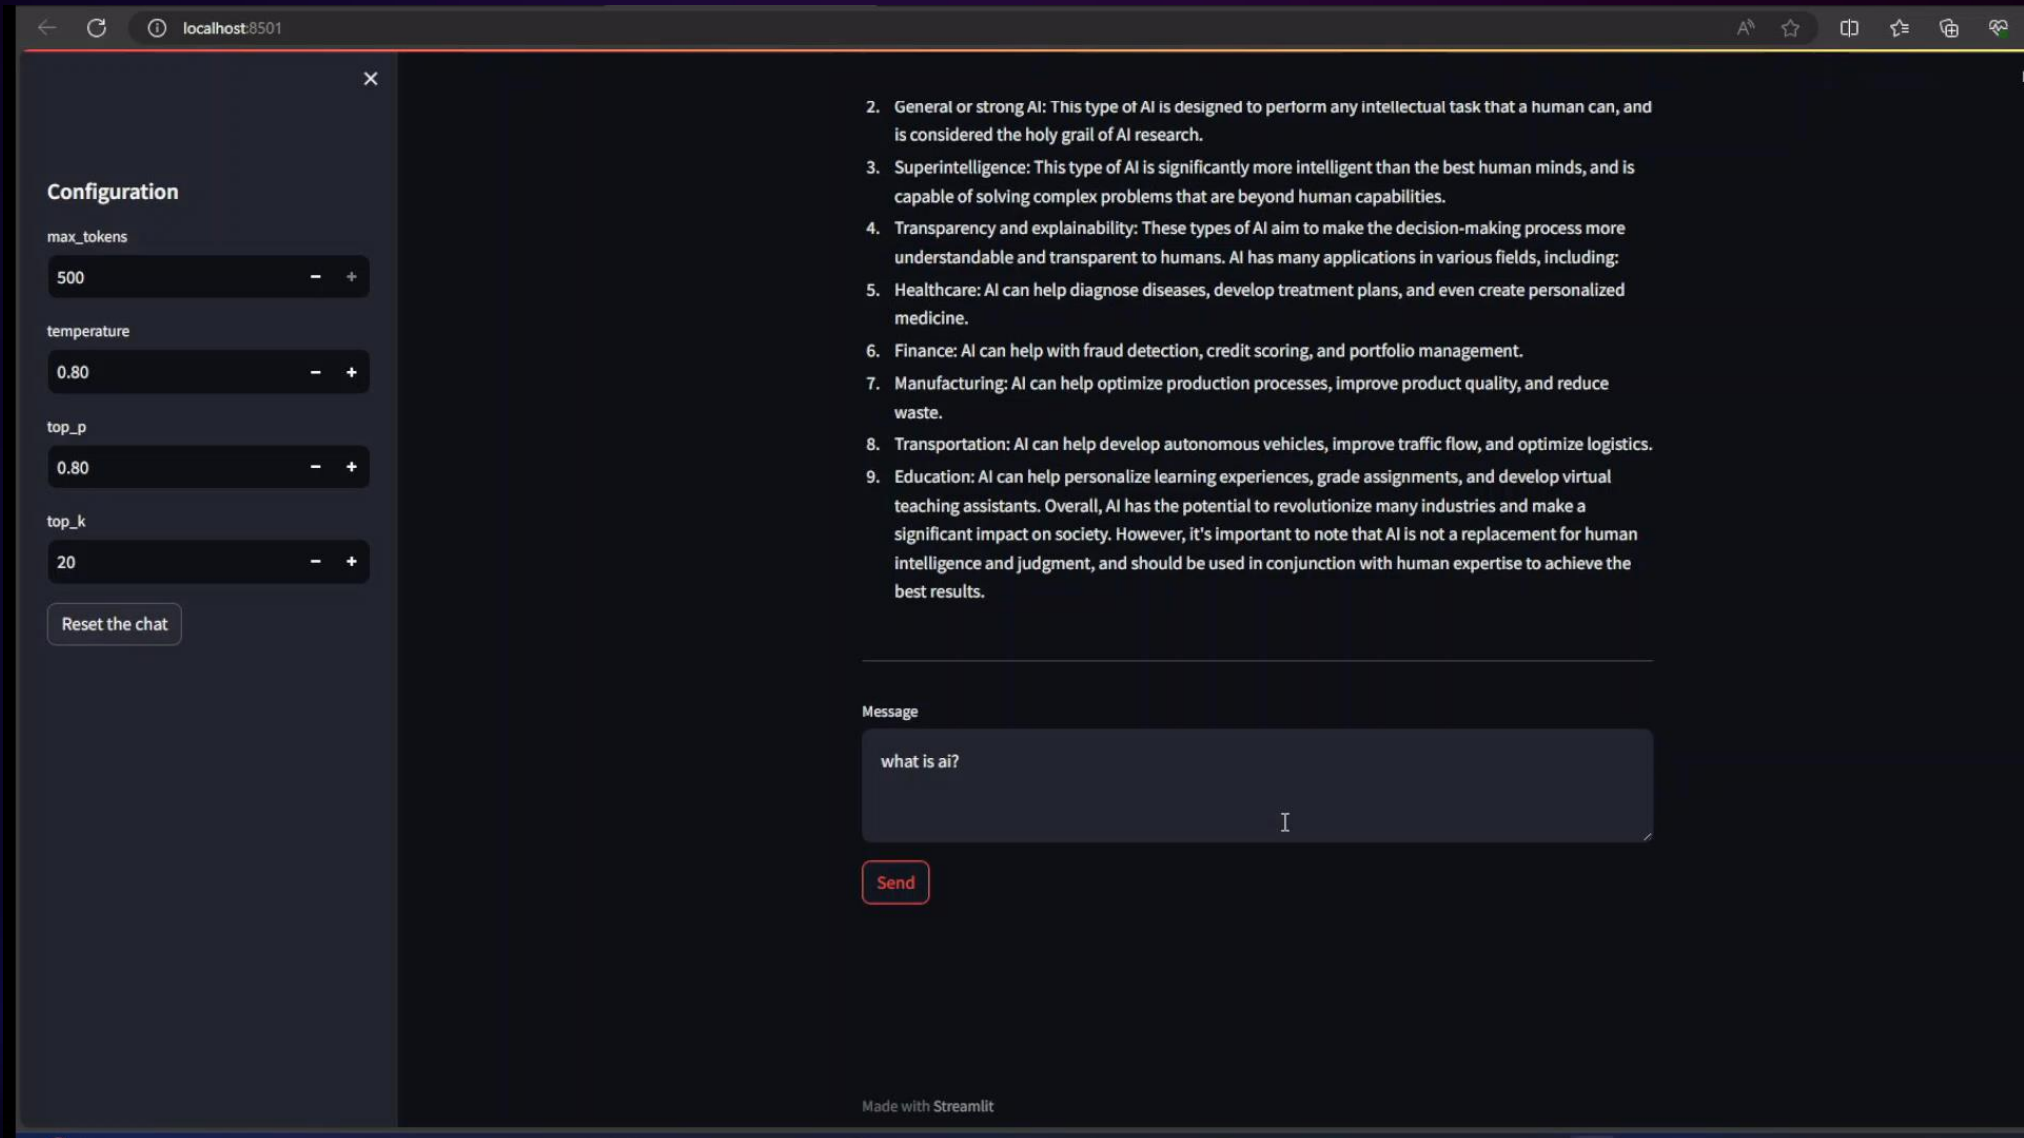 localhost:8501
Configuration
max_tokens
500
temperature
0.80
top_p
0.80
top_k
20
Reset the chat
2. General or strong AI: This type of AI is designed to perform any intellectual task that a human can, and
is considered the holy grail of AI research.
3. Superintelligence: This type of AI is significantly more intelligent than the best human minds, and is
capable of solving complex problems that are beyond human capabilities.
4. Transparency and explainability: These types of AI aim to make the decision-making process more
understandable and transparent to humans. AI has many applications in various fields, including:
5. Healthcare: AI can help diagnose diseases, develop treatment plans, and even create personalized
medicine.
6. Finance: AI can help with fraud detection, credit scoring, and portfolio management.
7. Manufacturing: AI can help optimize production processes, improve product quality, and reduce
waste.
8. Transportation: AI can help develop autonomous vehicles, improve traffic flow, and optimize logistics.
9. Education: AI can help personalize learning experiences, grade assignments, and develop virtual
teaching assistants. Overall, AI has the potential to revolutionize many industries and make a
significant impact on society. However, it's important to note that AI is not a replacement for human
intelligence and judgment, and should be used in conjunction with human expertise to achieve the
best results.
Message
what is ai?
Send
Made with Streamlit